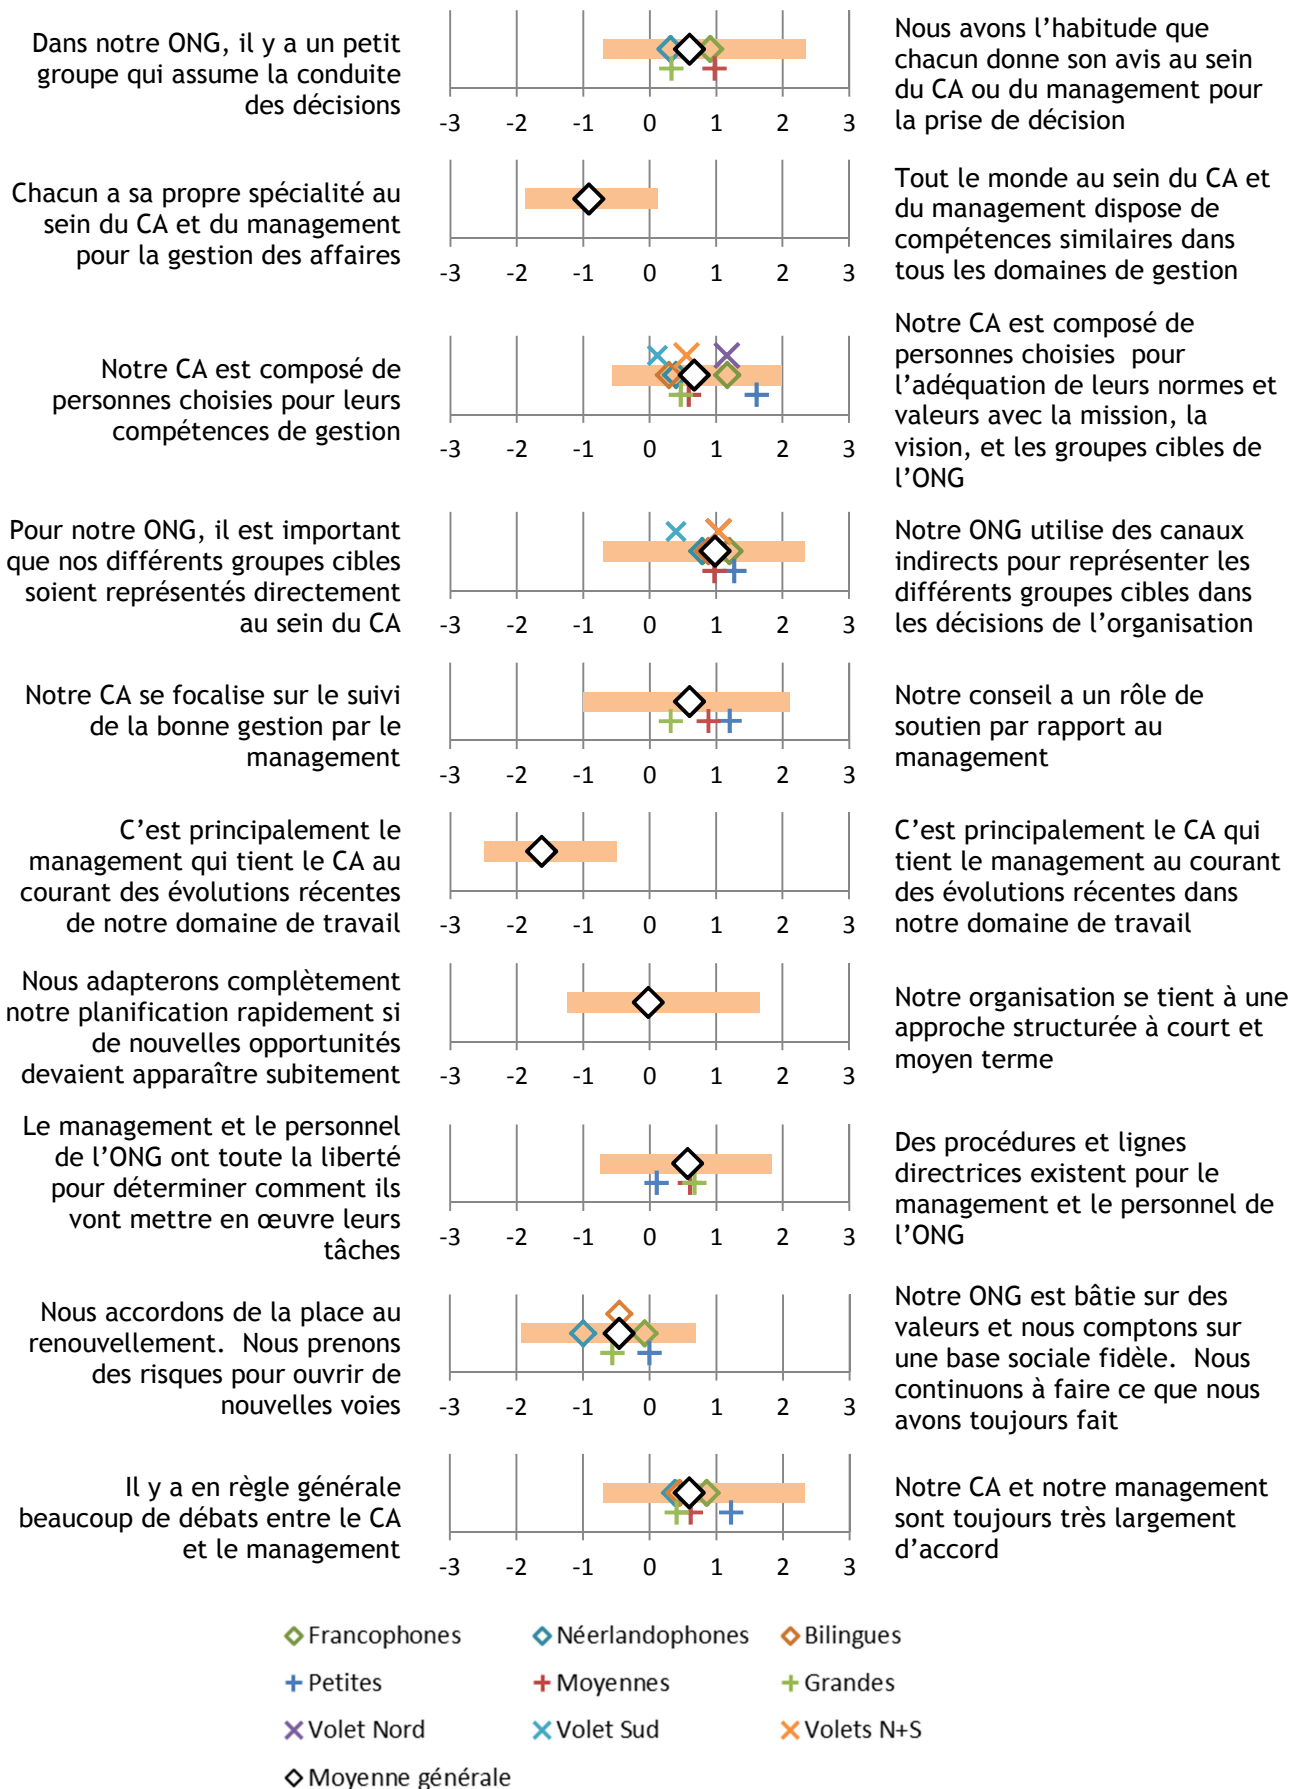 Dans notre ONG, il y a un petit
groupe qui assume la conduite
des décisions
-3 -2 -1 0 1 2 3
Nous avons l’habitude que
chacun donne son avis au sein
du CA ou du management pour
la prise de décision
Chacun a sa propre spécialité au
sein du CA et du management
pour la gestion des affaires
-3 -2 -1 0 1 2 3
Tout le monde au sein du CA et
du management dispose de
compétences similaires dans
tous les domaines de gestion
Notre CA est composé de
personnes choisies pour leurs
compétences de gestion
-3 -2 -1 0 1 2 3
Notre CA est composé de
personnes choisies  pour
l’adéquation de leurs normes et
valeurs avec la mission, la
vision, et les groupes cibles de
l’ONG
Pour notre ONG, il est important
que nos différents groupes cibles
soient représentés directement
au sein du CA
-3 -2 -1 0 1 2 3
Notre ONG utilise des canaux
indirects pour représenter les
différents groupes cibles dans
les décisions de l’organisation
Notre CA se focalise sur le suivi
de la bonne gestion par le
management
-3 -2 -1 0 1 2 3
Notre conseil a un rôle de
soutien par rapport au
management
C’est principalement le
management qui tient le CA au
courant des évolutions récentes
de notre domaine de travail
-3 -2 -1 0 1 2 3
C’est principalement le CA qui
tient le management au courant
des évolutions récentes dans
notre domaine de travail
Nous adapterons complètement
notre planification rapidement si
de nouvelles opportunités
devaient apparaître subitement
-3 -2 -1 0 1 2 3
Notre organisation se tient à une
approche structurée à court et
moyen terme
Le management et le personnel
de l’ONG ont toute la liberté
pour déterminer comment ils
vont mettre en œuvre leurs
tâches
-3 -2 -1 0 1 2 3
Des procédures et lignes
directrices existent pour le
management et le personnel de
l’ONG
Nous accordons de la place au
renouvellement.  Nous prenons
des risques pour ouvrir de
nouvelles voies
-3 -2 -1 0 1 2 3
Notre ONG est bâtie sur des
valeurs et nous comptons sur
une base sociale fidèle.  Nous
continuons à faire ce que nous
avons toujours fait
Il y a en règle générale
beaucoup de débats entre le CA
et le management
-3 -2 -1 0 1 2 3
Notre CA et notre management
sont toujours très largement
d’accord
Francophones Néerlandophones Bilingues
Petites Moyennes Grandes
Volet Nord Volet Sud Volets N+S
Moyenne générale